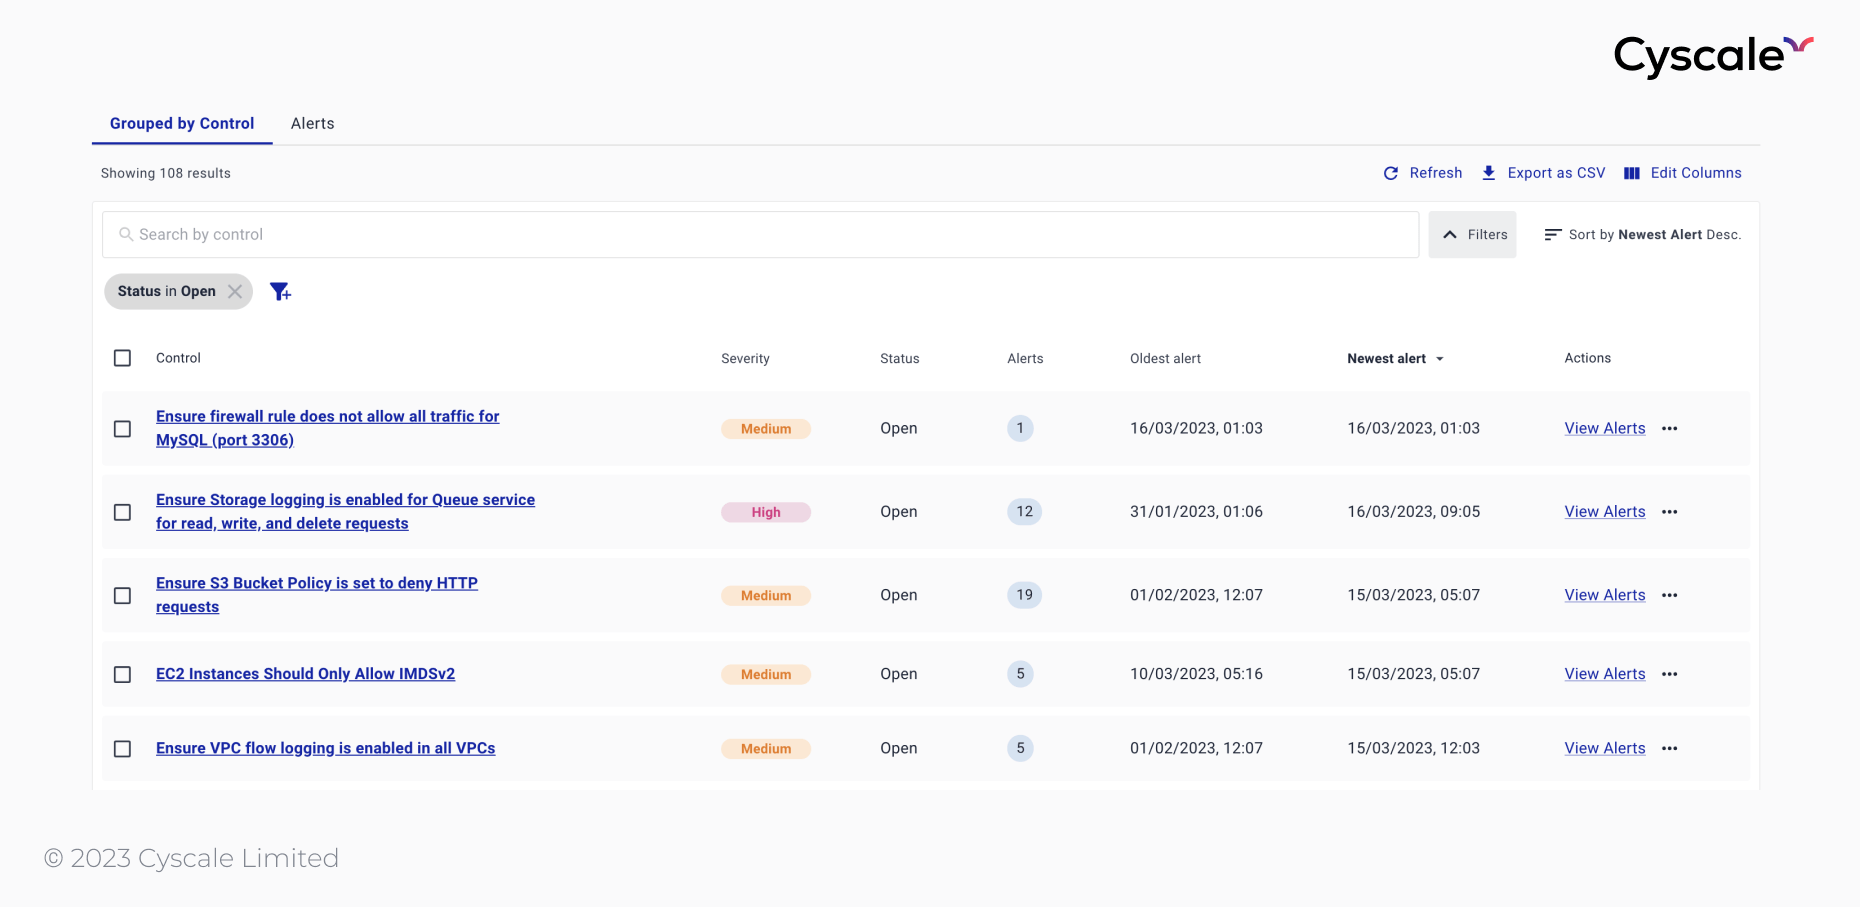 Cyscale
Grouped by Control Alerts
Showing 108 results Refresh Export as CSV Edit Columns
Search by control Filters Sort by Newest Alert Desc.
Status in Open
Control Severity Status Alerts Oldest alert Newest alert Actions
Ensure firewall rule does not allow all traffic for
MySQL (port 3306)
Medium Open 1 16/03/2023, 01:03 16/03/2023, 01:03 View Alerts
Ensure Storage logging is enabled for Queue service
for read, write, and delete requests
High Open 12 31/01/2023, 01:06 16/03/2023, 09:05 View Alerts
Ensure S3 Bucket Policy is set to deny HTTP
requests
Medium Open 19 01/02/2023, 12:07 15/03/2023, 05:07 View Alerts
EC2 Instances Should Only Allow IMDSv2 Medium Open 5 10/03/2023, 05:16 15/03/2023, 05:07 View Alerts
Ensure VPC flow logging is enabled in all VPCs Medium Open 5 01/02/2023, 12:07 15/03/2023, 12:03 View Alerts
© 2023 Cyscale Limited